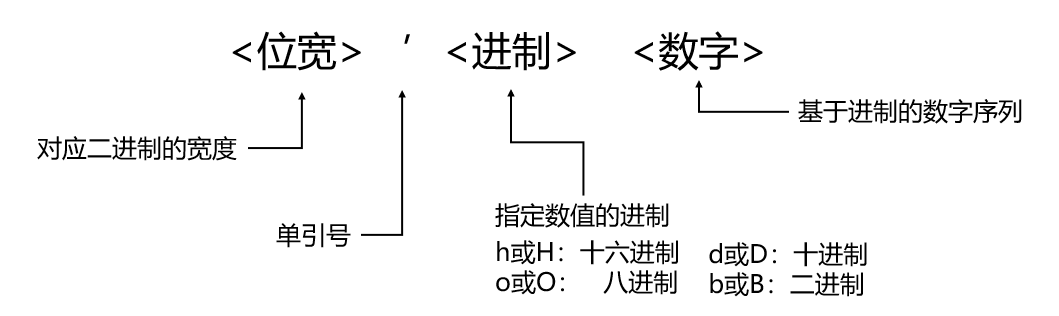 <位宽> ' <进制> <数字>
基于进制的数字序列
对应二进制的宽度
单引号
指定数值的进制
h或H：十六进制 d或D：十进制
o或O： 八进制 b或B：二进制